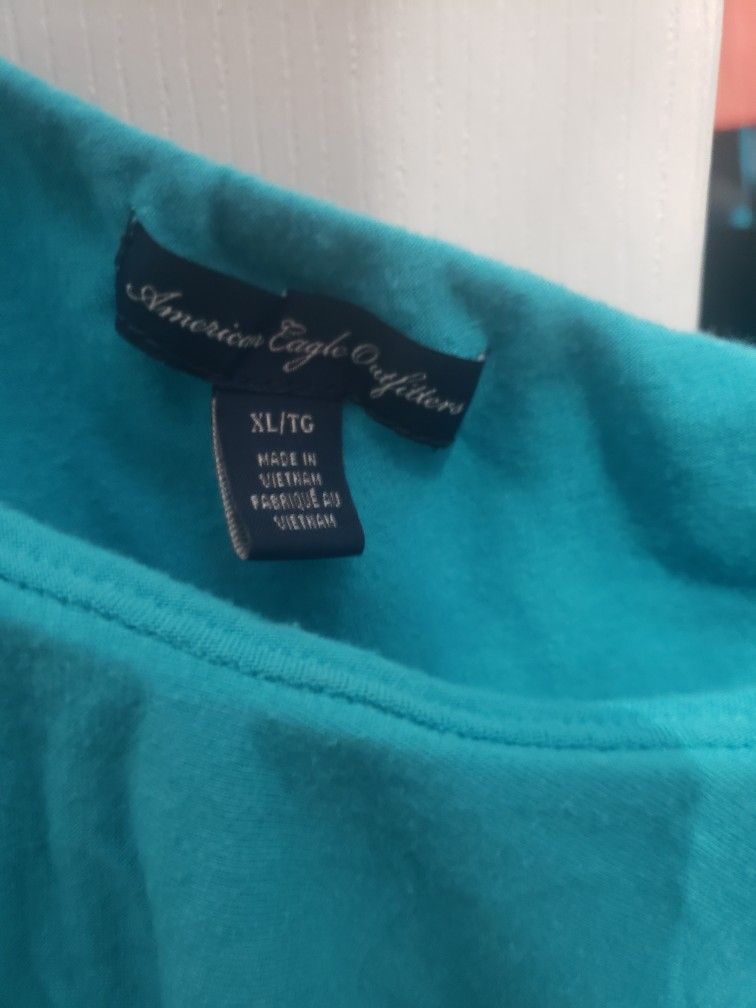 American Eagle Outfitters
XL/TG
MADE IN
VIETNAM
FABRIQUÉ AU
VIETNAM